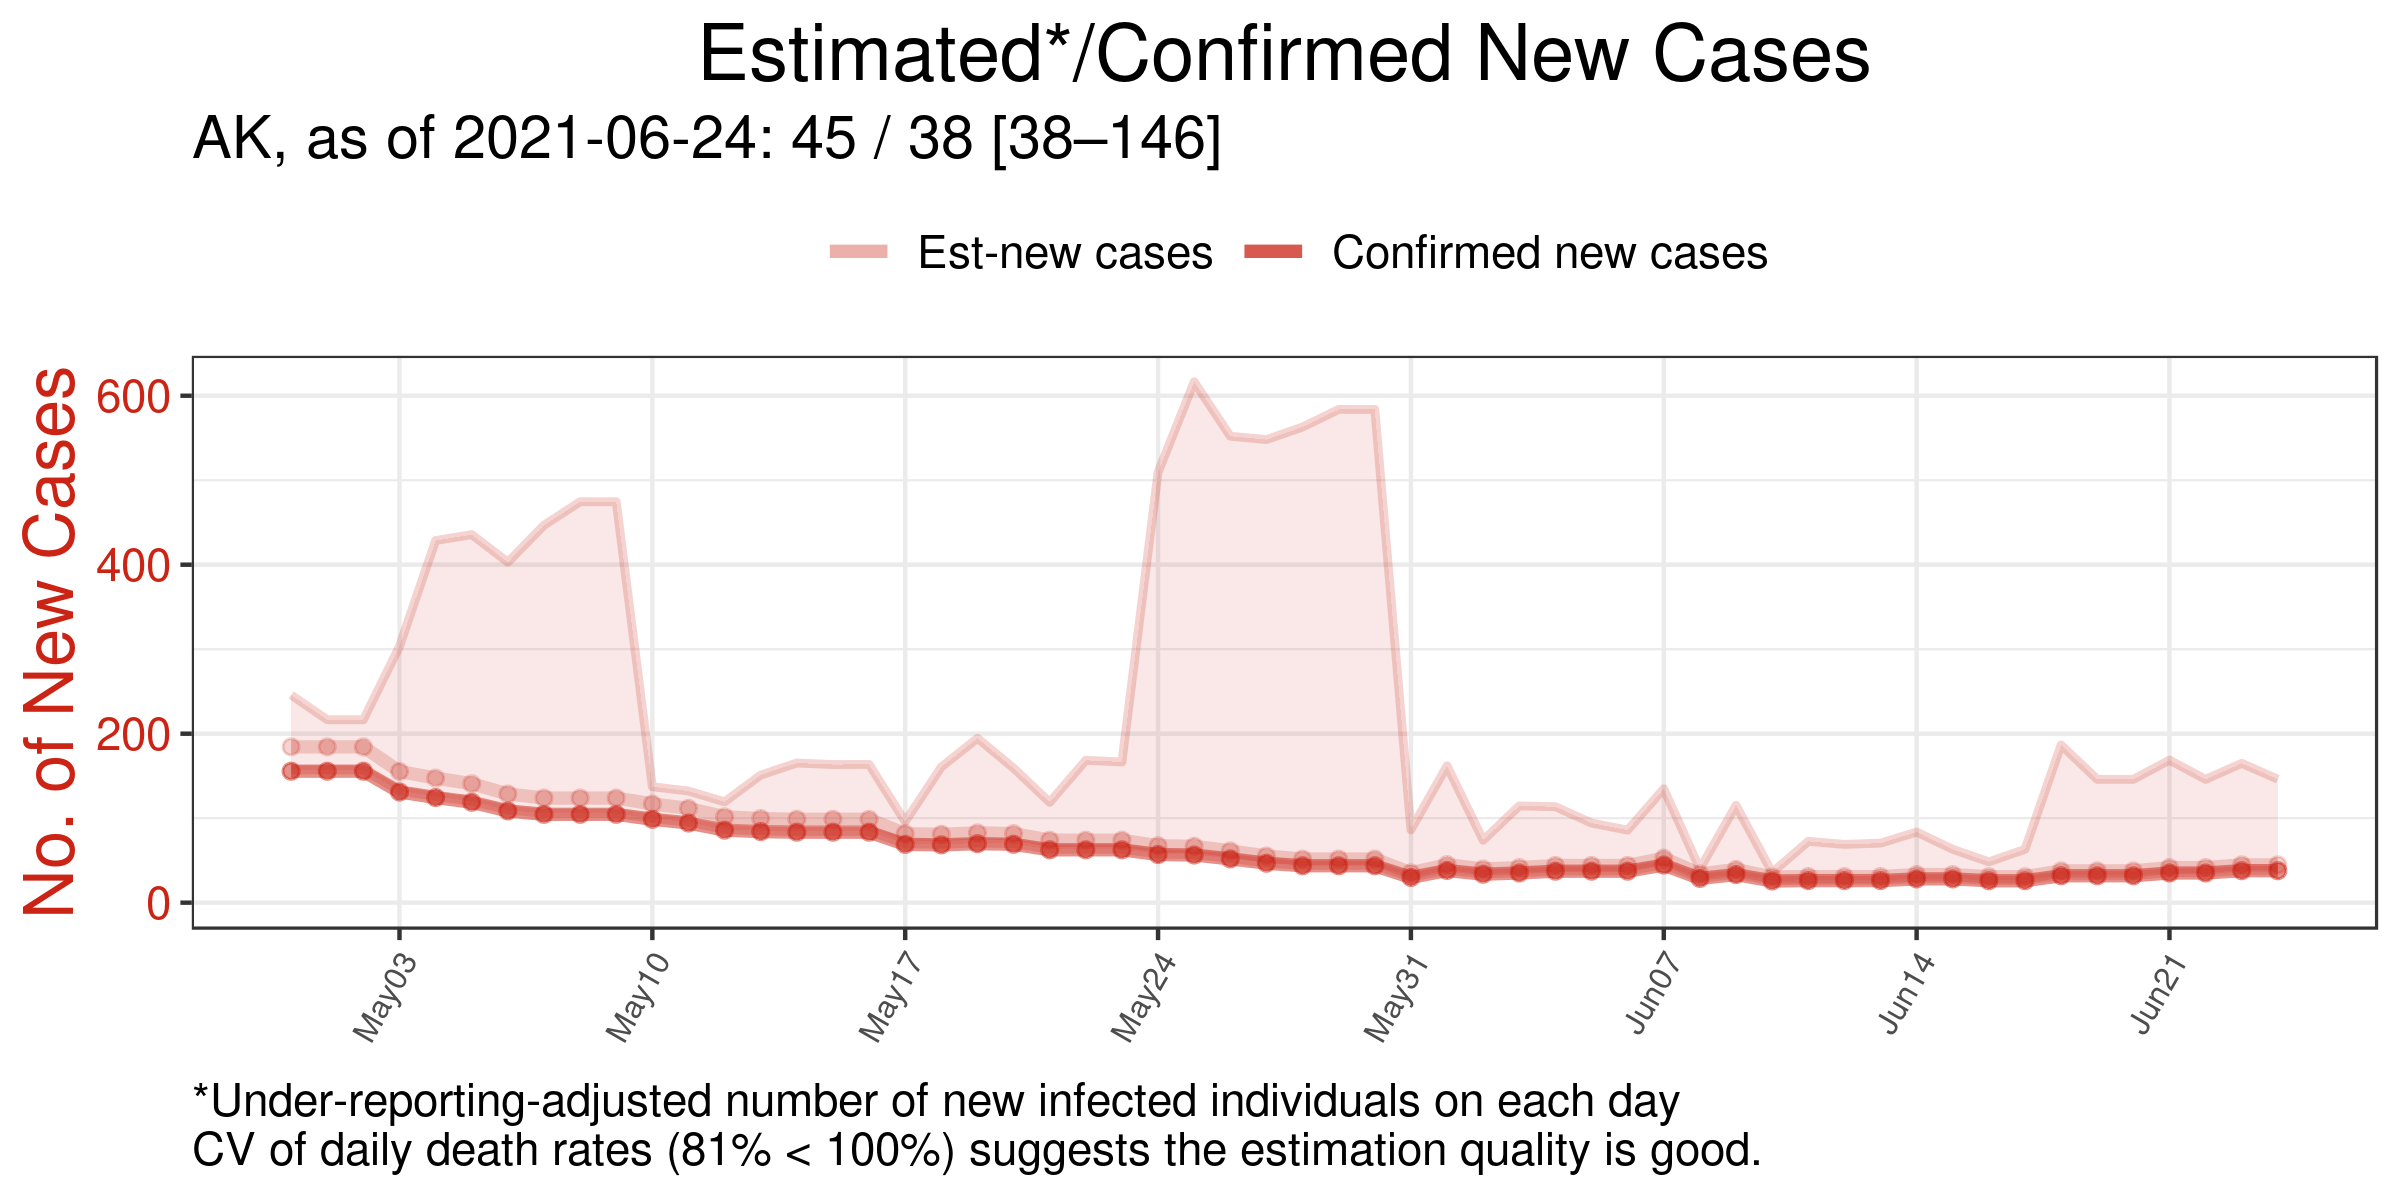 Estimated*/Confirmed New Cases
AK, as of 2021-06-24: 45 / 38 [38–146]
Est-new cases
Confirmed new cases
No. of New Cases
600
400
200
0
May03
May10
May17
May24
May31
Jun07
Jun14
Jun21
*Under-reporting-adjusted number of new infected individuals on each day
CV of daily death rates (81% < 100%) suggests the estimation quality is good.